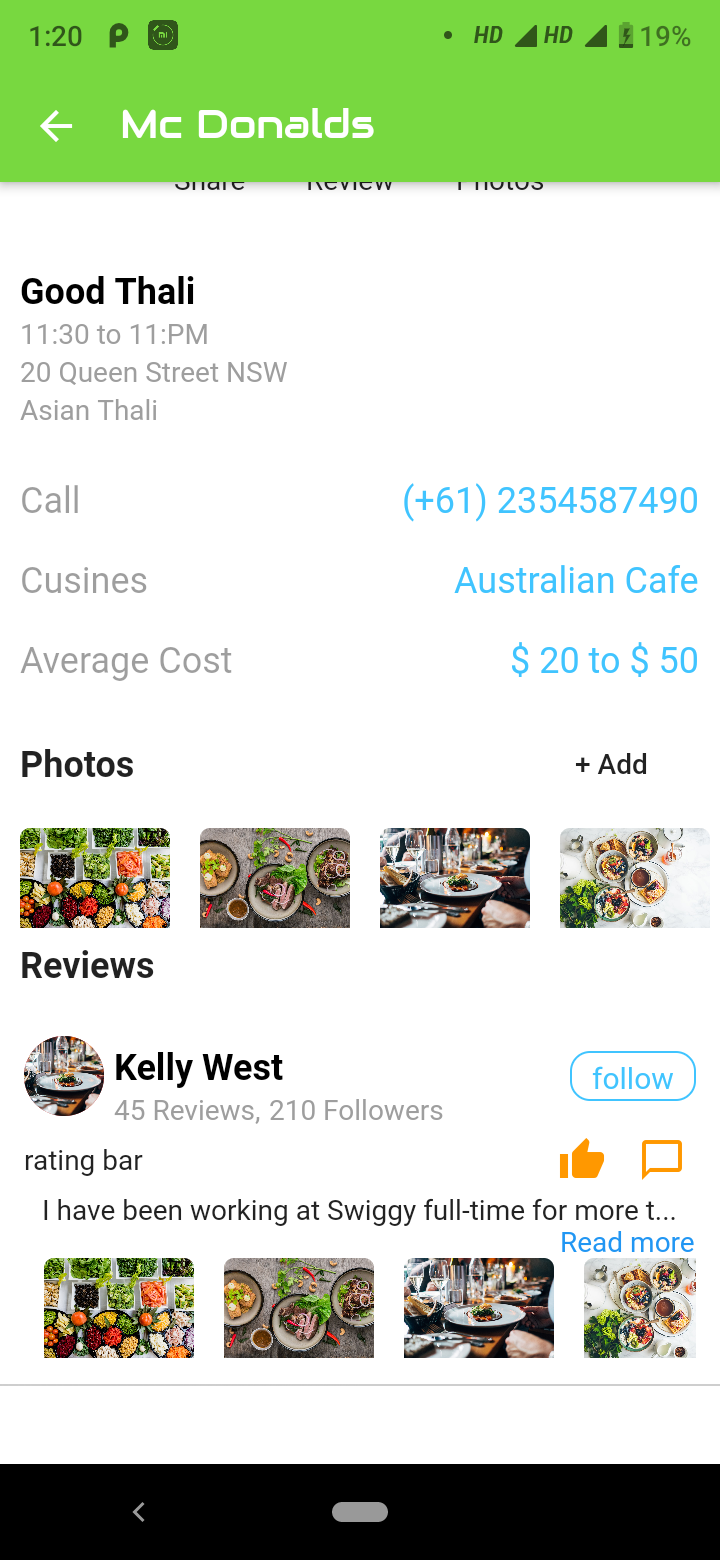 1:20 HD HD 19%
Mc Donalds
Share Review Photos
Good Thali
11:30 to 11:PM
20 Queen Street NSW
Asian Thali
Call (+61) 2354587490
Cusines Australian Cafe
Average Cost $ 20 to $ 50
Photos + Add
Reviews
Kelly West follow
45 Reviews, 210 Followers
rating bar
I have been working at Swiggy full-time for more t...
Read more